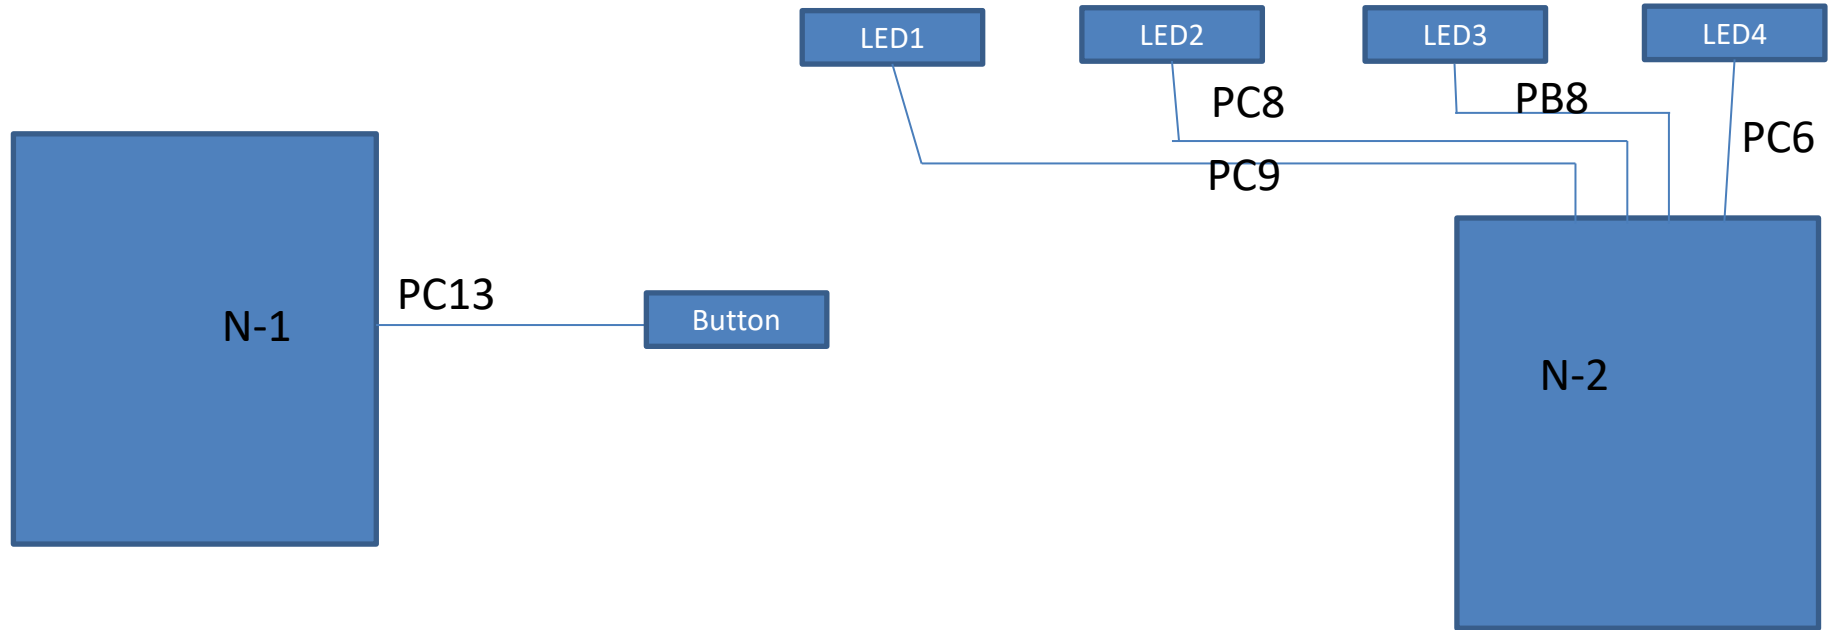 LED1
LED2
LED3
LED4
PC8
PB8
PC6
PC9
PC13
N-1
Button
N-2